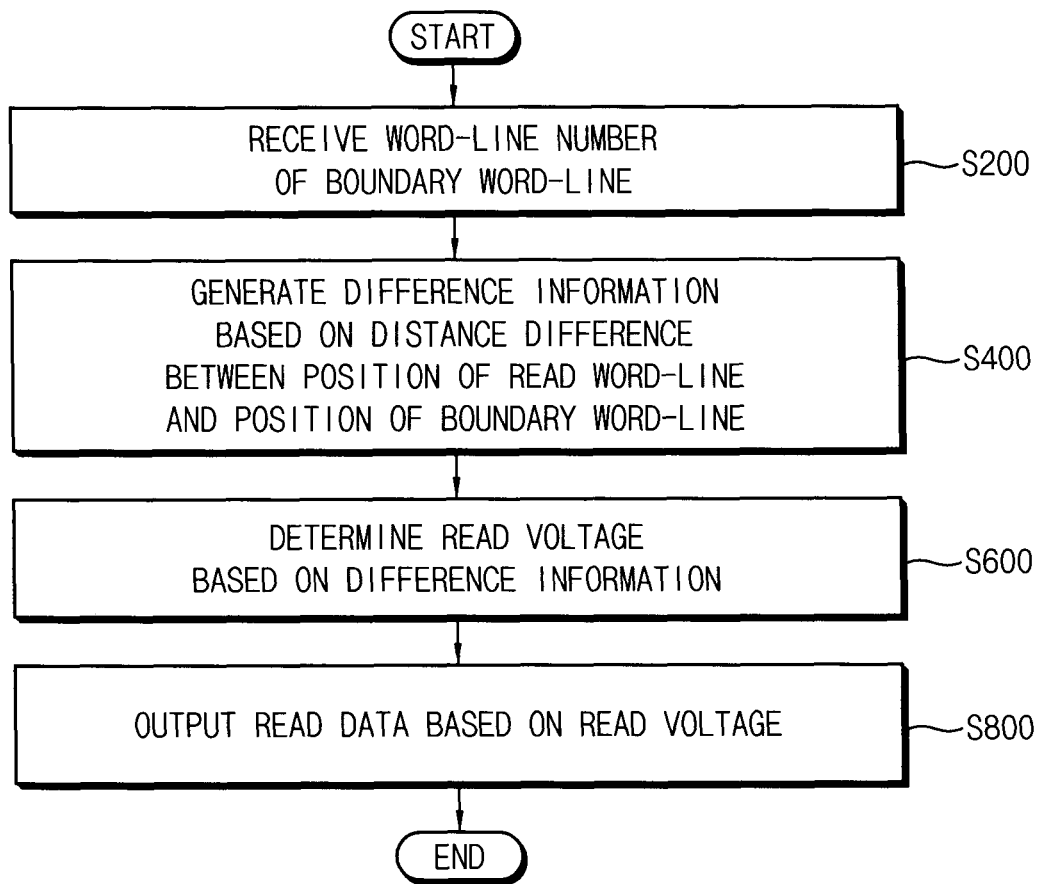 START
RECEIVE WORD-LINE NUMBER
OF BOUNDARY WORD-LINE
S200
GENERATE DIFFERENCE INFORMATION
BASED ON DISTANCE DIFFERENCE
BETWEEN POSITION OF READ WORD-LINE
AND POSITION OF BOUNDARY WORD-LINE
S400
DETERMINE READ VOLTAGE
BASED ON DIFFERENCE INFORMATION
S600
OUTPUT READ DATA BASED ON READ VOLTAGE
S800
END